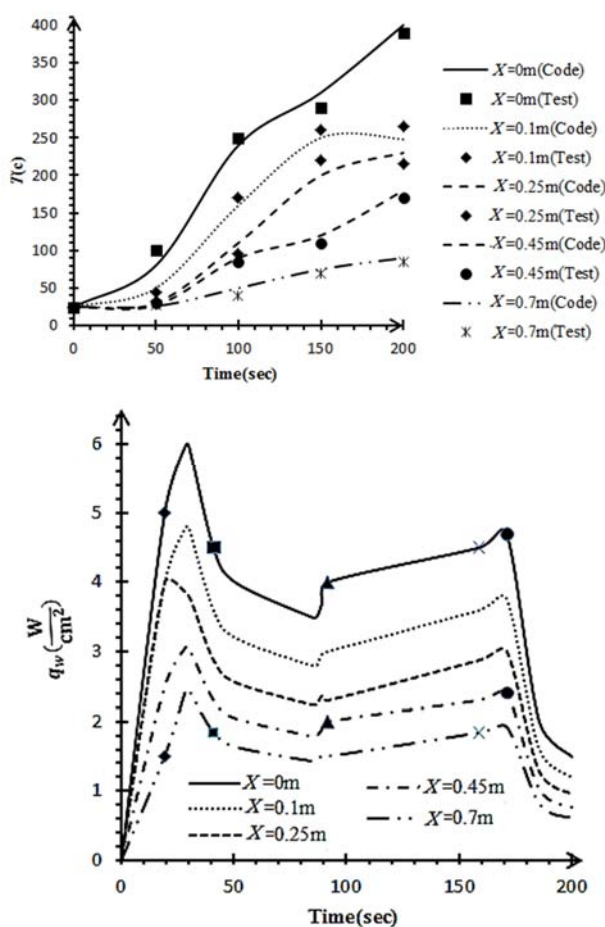 400
350
300
250
200
150
100
50
0
T(c)
0 50 100 150 200
Time(sec)
X=0m(Code)
X=0m(Test)
X=0.1m(Code)
X=0.1m(Test)
X=0.25m(Code)
X=0.25m(Test)
X=0.45m(Code)
X=0.45m(Test)
X=0.7m(Code)
X=0.7m(Test)
6
5
4
3
2
1
0
qw(W/cm2)
X=0m
X=0.1m
X=0.25m
X=0.45m
X=0.7m
0 50 100 150 200
Time(sec)